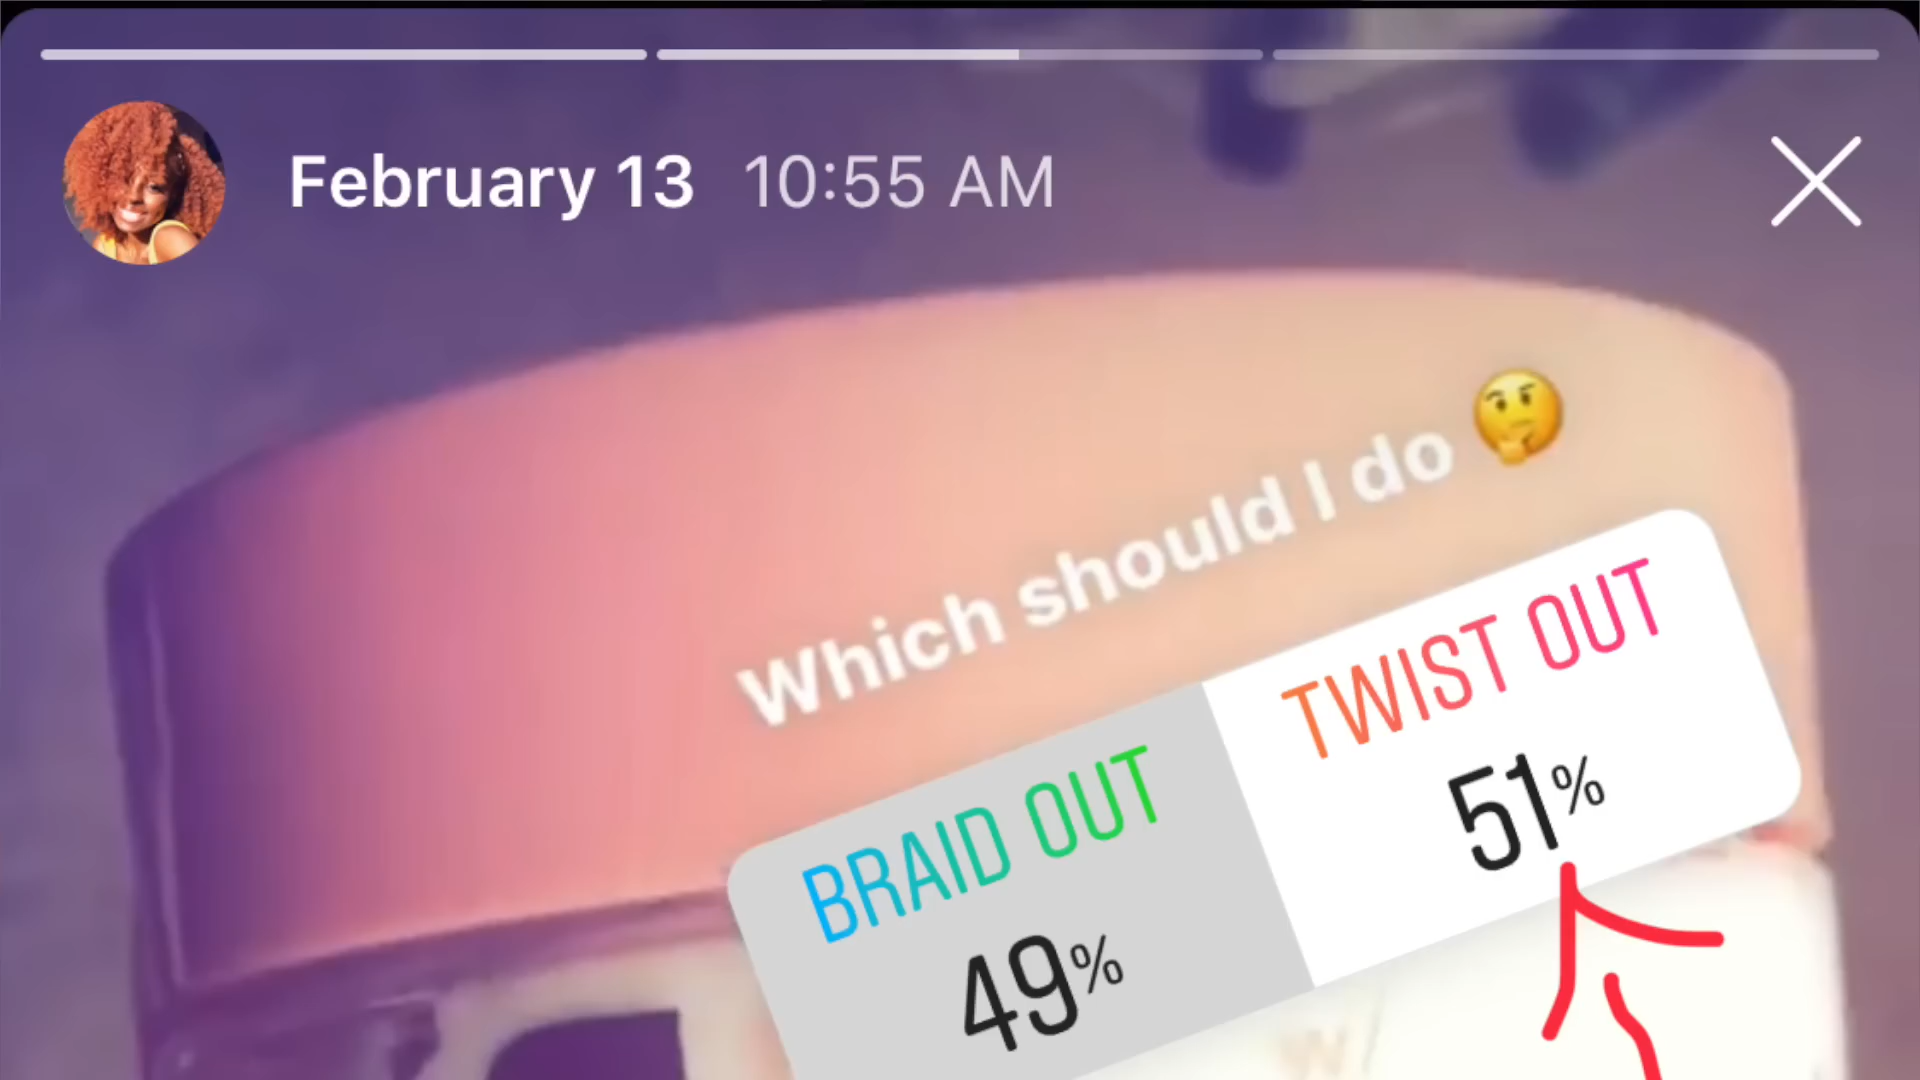 February 13 10:55 AM
Which should I do 🤔
BRAID OUT
49%
TWIST OUT
51%